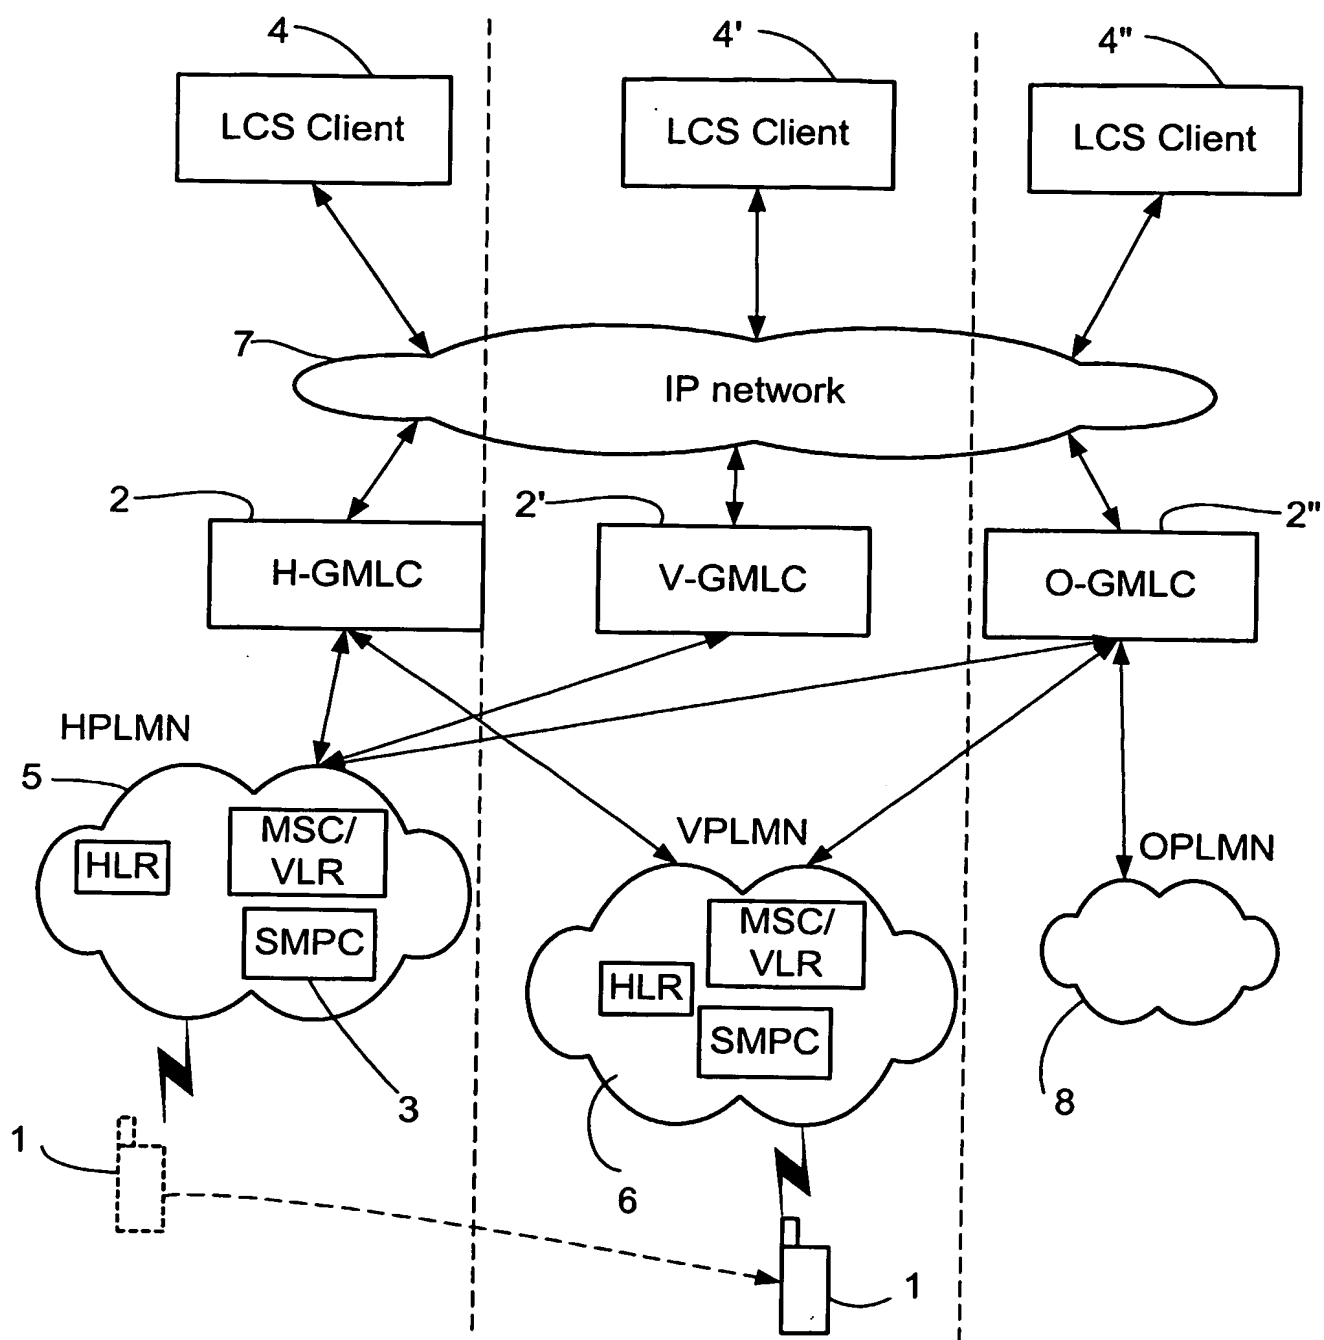 4
4'
4"
LCS Client
LCS Client
LCS Client
7
IP network
2
2'
2"
H-GMLC
V-GMLC
O-GMLC
HPLMN
5
MSC/
VLR
HLR
SMPC
VPLMN
OPLMN
MSC/
VLR
HLR
SMPC
3
8
1
6
1